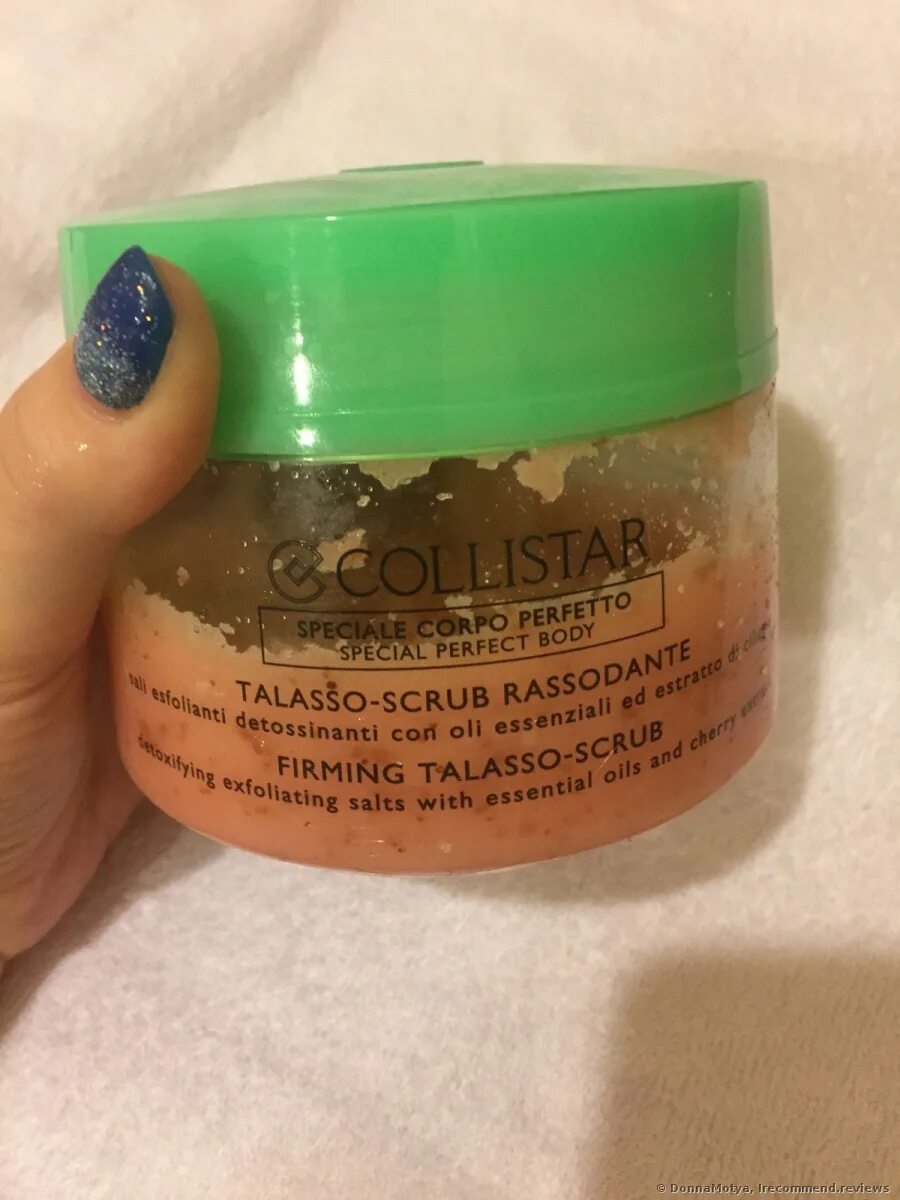 COLLISTAR
SPECIALE CORPO PERFETTO
SPECIAL PERFECT BODY
TALASSO-SCRUB RASSODANTE
sali esfolianti detossinanti con oli essenziali ed estratto di
FIRMING TALASSO-SCRUB
detoxifying exfoliating salts with essential oils and cherry
© DonnaMotya, Irecommend.reviews